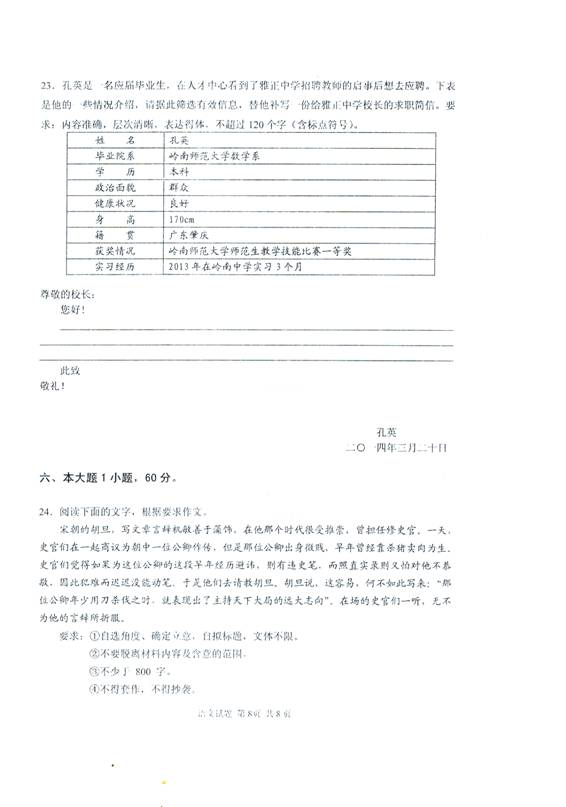 23．孔英是一名应届毕业生，在人才中心看到了雅正中学招聘教师的启事后想去应聘。下表
是他的一些情况介绍，请据此筛选有效信息，替他补写一份给雅正中学校长的求职简信。要
求：内容准确，层次清晰，表达得体，不超过 120 个字（含标点符号）。
姓　名 孔英
毕业院系 岭南师范大学数学系
学　历 本科
政治面貌 群众
健康状况 良好
身　高 170cm
籍　贯 广东肇庆
获奖情况 岭南师范大学师范生教学技能比赛一等奖
实习经历 2013 年在岭南中学实习 3 个月
尊敬的校长：
您好！
此致
敬礼！
孔英
二〇一四年三月二十日
六、本大题 1 小题，60 分。
24．阅读下面的文字，根据要求作文。
宋朝的胡旦，写文章言辩机敏善于藻饰，在他那个时代很受推崇，曾担任修史官。一天，
史官们在一起商议为朝中一位公卿作传，但是那位公卿出身微贱，早年曾经靠杀猪卖肉为生。
史官们觉得如果为这位公卿的这段早年经历避讳，则有违史笔，而照直实录则又怕对他不恭
敬，因此犯难而迟迟没能动笔。于是他们去请教胡旦。胡旦说，这容易，何不如此写来：“那
位公卿年少用刀杀伐之时，就表现出了主持天下大局的远大志向”。在场的史官们一听，无不
为他的言辩所折服。
要求：①自选角度、确定立意，自拟标题，文体不限。
②不要脱离材料内容及含意的范围。
③不少于 800 字。
④不得套作，不得抄袭。
语文试题 第 8 页 共 8 页